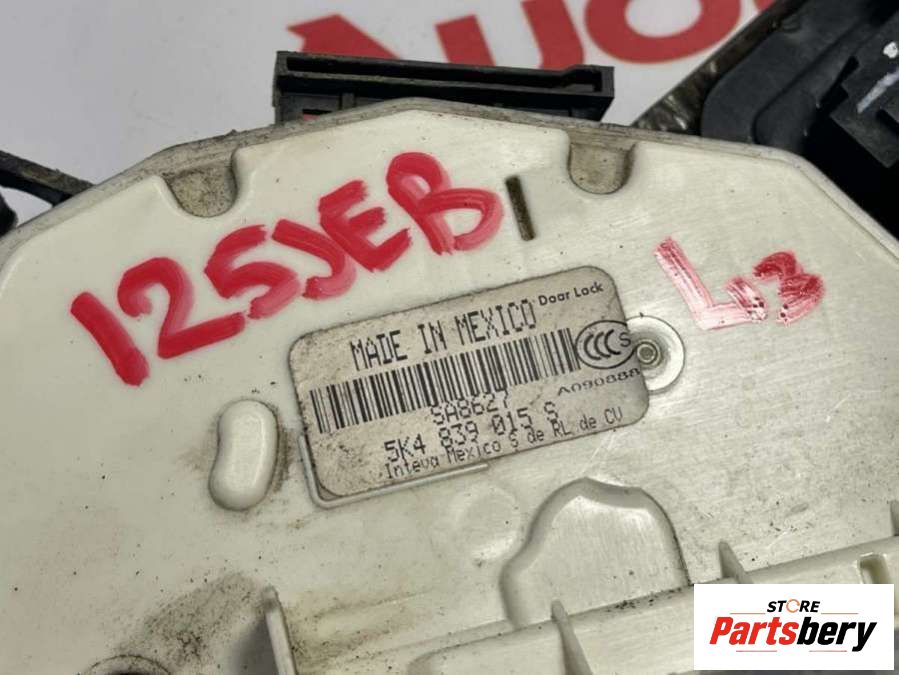 AUO
125JEB
L3
Door Lock
MADE IN MEXICO
CCC S
A090888
SA8627
5K4 839 015 S
Inteva Mexico S de RL de CV
STORE
Partsbery